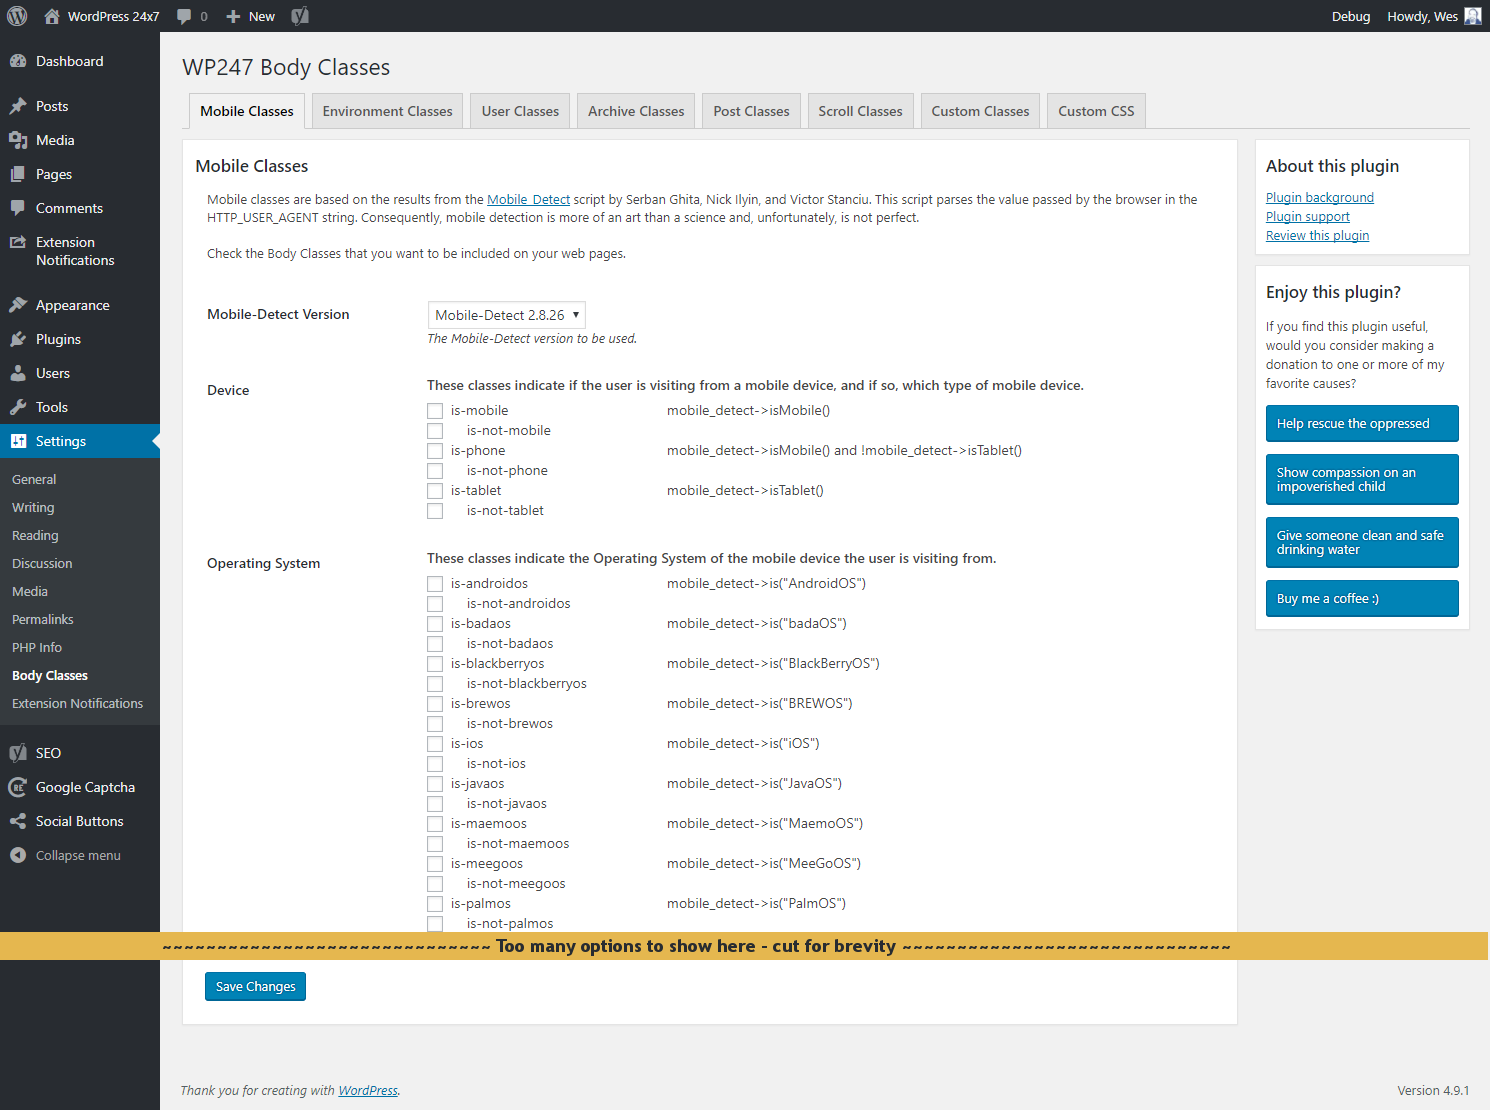 WordPress 24x7
0
New
Debug
Howdy, Wes
Dashboard
Posts
Media
Pages
Comments
Extension
Notifications
Appearance
Plugins
Users
Tools
Settings
General
Writing
Reading
Discussion
Media
Permalinks
PHP Info
Body Classes
Extension Notifications
SEO
Google Captcha
Social Buttons
Collapse menu
WP247 Body Classes
Mobile Classes
Environment Classes
User Classes
Archive Classes
Post Classes
Scroll Classes
Custom Classes
Custom CSS
Mobile Classes
Mobile classes are based on the results from the Mobile_Detect script by Serban Ghita, Nick Ilyin, and Victor Stanciu. This script parses the value passed by the browser in the
HTTP_USER_AGENT string. Consequently, mobile detection is more of an art than a science and, unfortunately, is not perfect.
Check the Body Classes that you want to be included on your web pages.
Mobile-Detect Version
Mobile-Detect 2.8.26
The Mobile-Detect version to be used.
Device
These classes indicate if the user is visiting from a mobile device, and if so, which type of mobile device.
is-mobile mobile_detect->isMobile()
is-not-mobile
is-phone mobile_detect->isMobile() and !mobile_detect->isTablet()
is-not-phone
is-tablet mobile_detect->isTablet()
is-not-tablet
Operating System
These classes indicate the Operating System of the mobile device the user is visiting from.
is-androidos mobile_detect->is("AndroidOS")
is-not-androidos
is-badaos mobile_detect->is("badaOS")
is-not-badaos
is-blackberryos mobile_detect->is("BlackBerryOS")
is-not-blackberryos
is-brewos mobile_detect->is("BREWOS")
is-not-brewos
is-ios mobile_detect->is("iOS")
is-not-ios
is-javaos mobile_detect->is("JavaOS")
is-not-javaos
is-maemoos mobile_detect->is("MaemoOS")
is-not-maemoos
is-meegoos mobile_detect->is("MeeGoOS")
is-not-meegoos
is-palmos mobile_detect->is("PalmOS")
is-not-palmos
~~~~~~~~~~~~~~~~~~~~~~~~~~~~~~ Too many options to show here - cut for brevity ~~~~~~~~~~~~~~~~~~~~~~~~~~~~~~
Save Changes
About this plugin
Plugin background
Plugin support
Review this plugin
Enjoy this plugin?
If you find this plugin useful,
would you consider making a
donation to one or more of my
favorite causes?
Help rescue the oppressed
Show compassion on an
impoverished child
Give someone clean and safe
drinking water
Buy me a coffee :)
Thank you for creating with WordPress.
Version 4.9.1